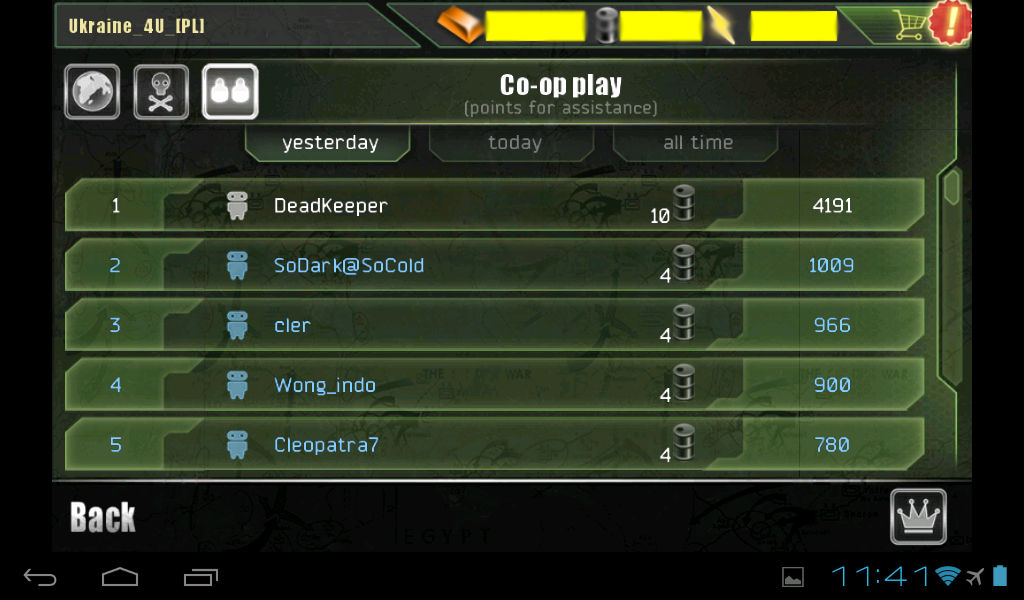 Ukraine_4U_[PL]
Co-op play
(points for assistance)
yesterday today all time
1 DeadKeeper 10 4191
2 SoDark@SoCold 4 1009
3 cler 4 966
4 Wong_indo 4 900
5 Cleopatra7 4 780
EGYPT
Back
11:41